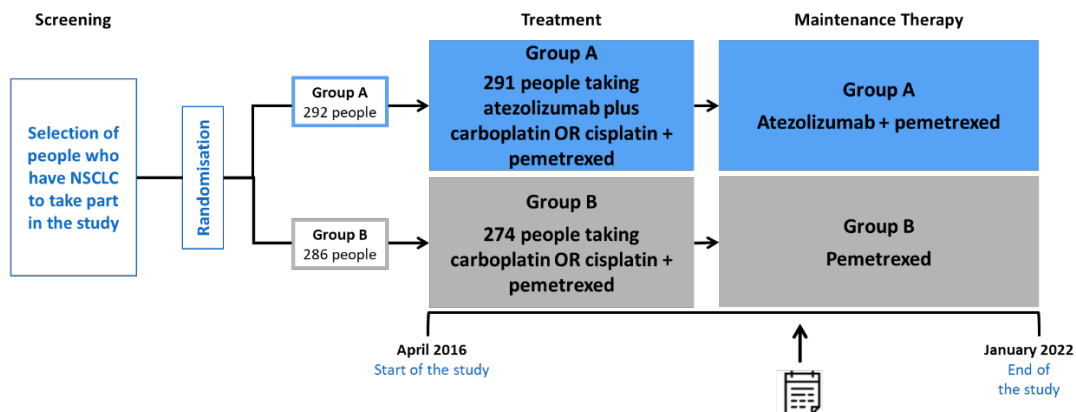 Screening
Treatment
Maintenance Therapy
Selection of
people who
have NSCLC
to take part
in the study
Randomisation
Group A
292 people
Group A
291 people taking
atezolizumab plus
carboplatin OR cisplatin +
pemetrexed
Group A
Atezolizumab + pemetrexed
Group B
286 people
Group B
274 people taking
carboplatin OR cisplatin +
pemetrexed
Group B
Pemetrexed
April 2016
Start of the study
January 2022
End of
the study